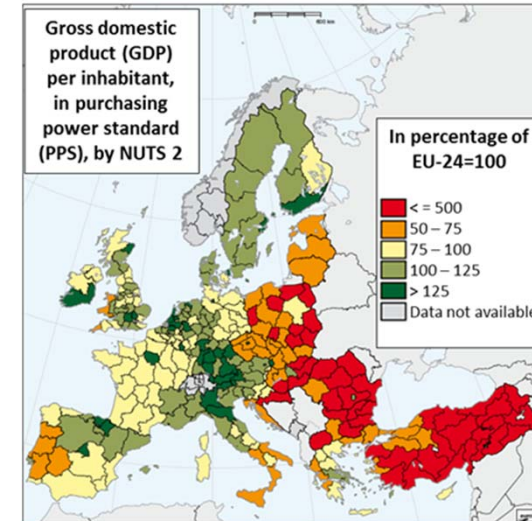 Gross domestic
product (GDP)
per inhabitant,
in purchasing
power standard
(PPS), by NUTS 2
In percentage of
EU-24=100
< = 500
50 – 75
75 – 100
100 – 125
> 125
Data not available